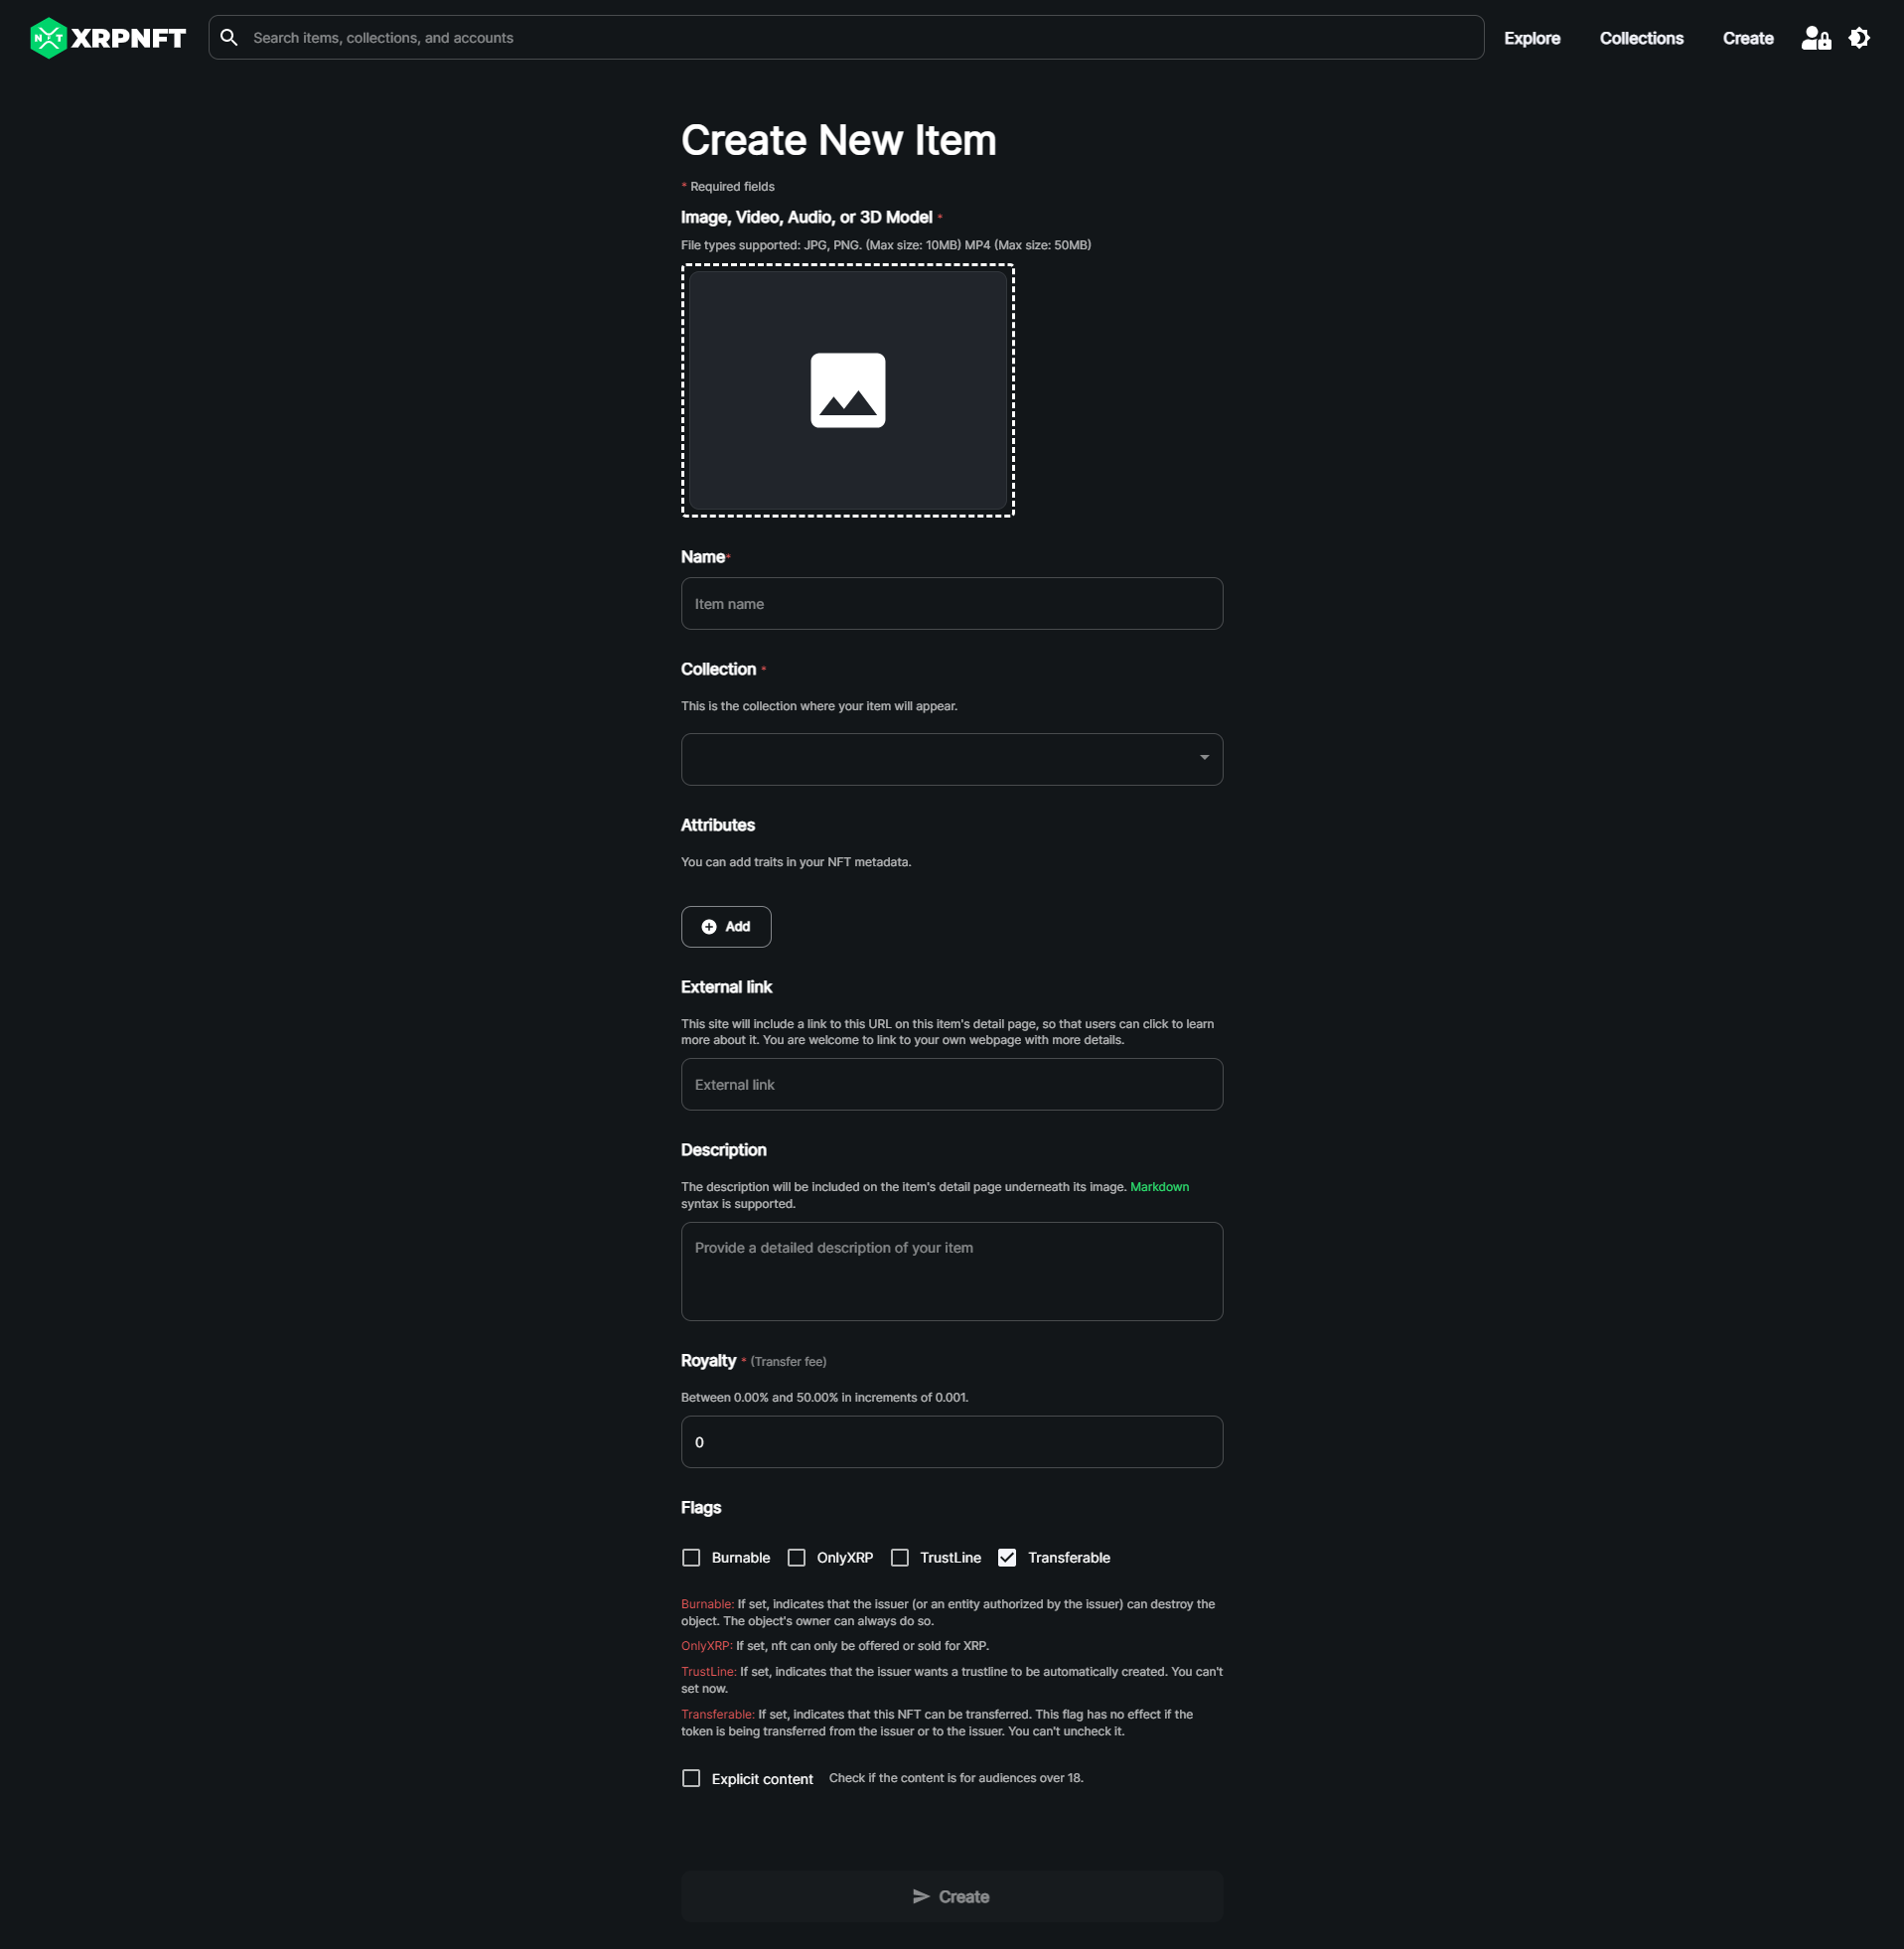 NXT XRPNFT
Search items, collections, and accounts
Explore
Collections
Create
Create New Item
* Required fields
Image, Video, Audio, or 3D Model *
File types supported: JPG, PNG. (Max size: 10MB) MP4 (Max size: 50MB)
Name*
Item name
Collection *
This is the collection where your item will appear.
Attributes
You can add traits in your NFT metadata.
Add
External link
This site will include a link to this URL on this item's detail page, so that users can click to learn
more about it. You are welcome to link to your own webpage with more details.
External link
Description
The description will be included on the item's detail page underneath its image. Markdown
syntax is supported.
Provide a detailed description of your item
Royalty * (Transfer fee)
Between 0.00% and 50.00% in increments of 0.001.
0
Flags
Burnable
OnlyXRP
TrustLine
Transferable
Burnable: If set, indicates that the issuer (or an entity authorized by the issuer) can destroy the
object. The object's owner can always do so.
OnlyXRP: If set, nft can only be offered or sold for XRP.
TrustLine: If set, indicates that the issuer wants a trustline to be automatically created. You can't
set now.
Transferable: If set, indicates that this NFT can be transferred. This flag has no effect if the
token is being transferred from the issuer or to the issuer. You can't uncheck it.
Explicit content
Check if the content is for audiences over 18.
Create